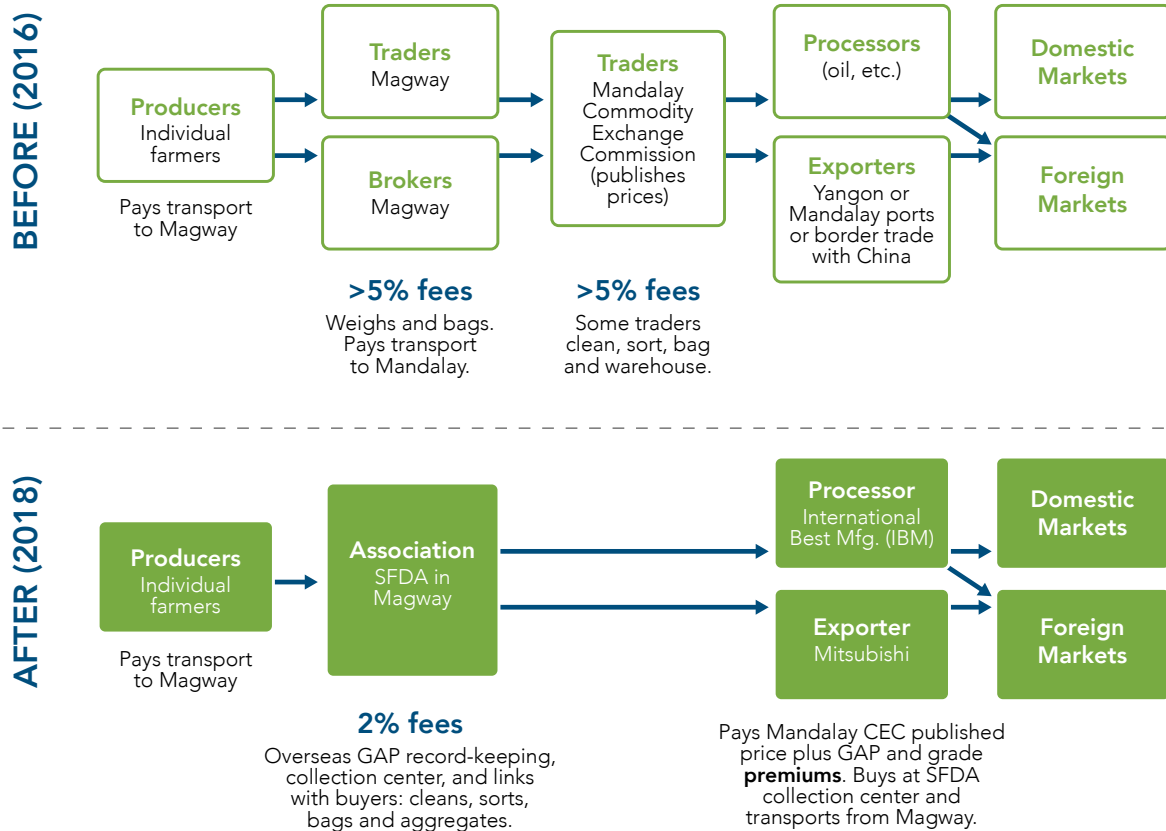 BEFORE (2016)
Producers
Individual
farmers
Pays transport
to Magway
Traders
Magway
Brokers
Magway
>5% fees
Weighs and bags.
Pays transport
to Mandalay.
Traders
Mandalay
Commodity
Exchange
Commission
(publishes
prices)
>5% fees
Some traders
clean, sort, bag
and warehouse.
Processors
(oil, etc.)
Exporters
Yangon or
Mandalay ports
or border trade
with China
Domestic
Markets
Foreign
Markets
AFTER (2018)
Producers
Individual
farmers
Pays transport
to Magway
Association
SFDA in
Magway
2% fees
Overseas GAP record-keeping,
collection center, and links
with buyers: cleans, sorts,
bags and aggregates.
Processor
International
Best Mfg. (IBM)
Exporter
Mitsubishi
Pays Mandalay CEC published
price plus GAP and grade
premiums. Buys at SFDA
collection center and
transports from Magway.
Domestic
Markets
Foreign
Markets